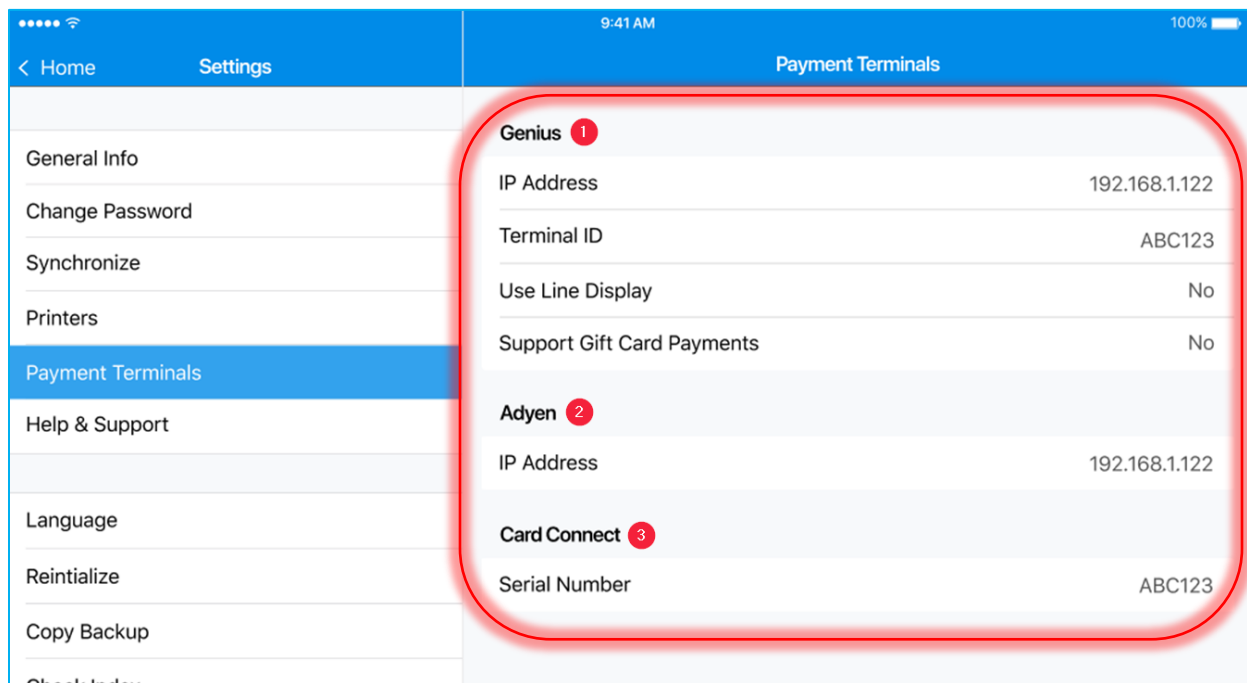 9:41 AM
100%
Home
Settings
Payment Terminals
General Info
Change Password
Synchronize
Printers
Payment Terminals
Help & Support
Language
Reintialize
Copy Backup
Genius 1
IP Address 192.168.1.122
Terminal ID ABC123
Use Line Display No
Support Gift Card Payments No
Adyen 2
IP Address 192.168.1.122
Card Connect 3
Serial Number ABC123